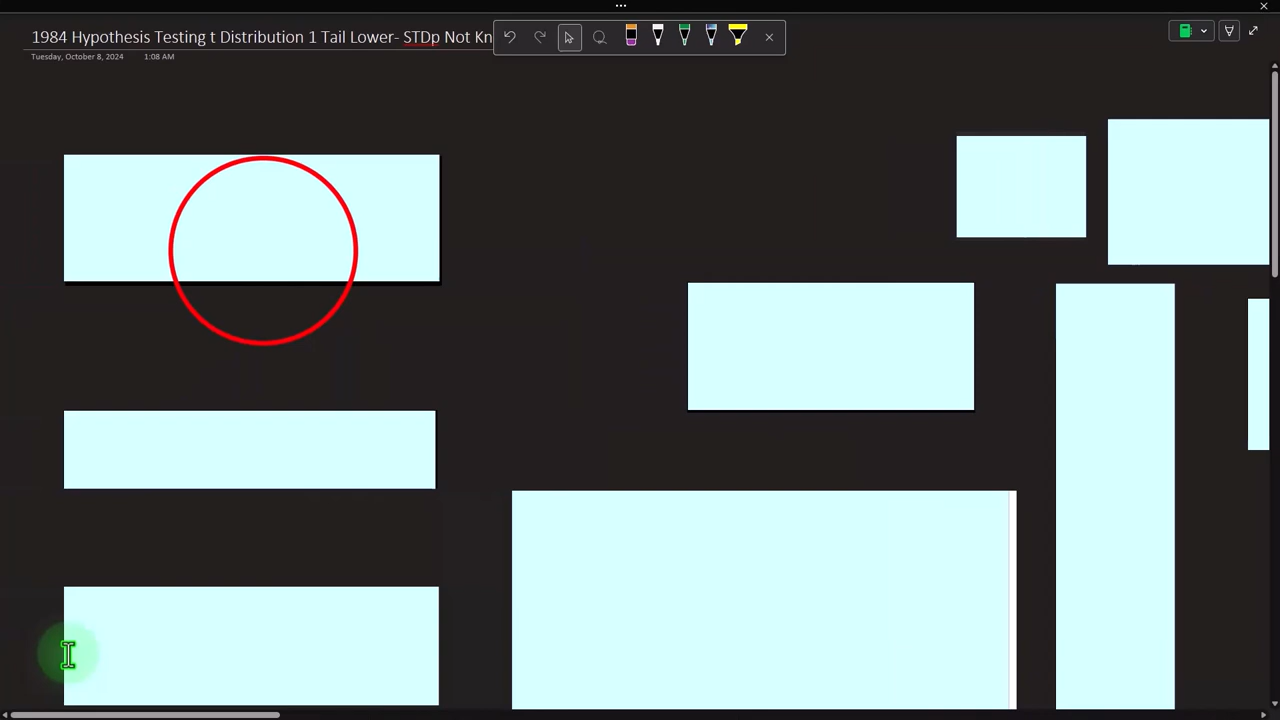 1984 Hypothesis Testing t Distribution 1 Tail Lower- STDp Not Kn
Tuesday, October 8, 2024 1:08 AM